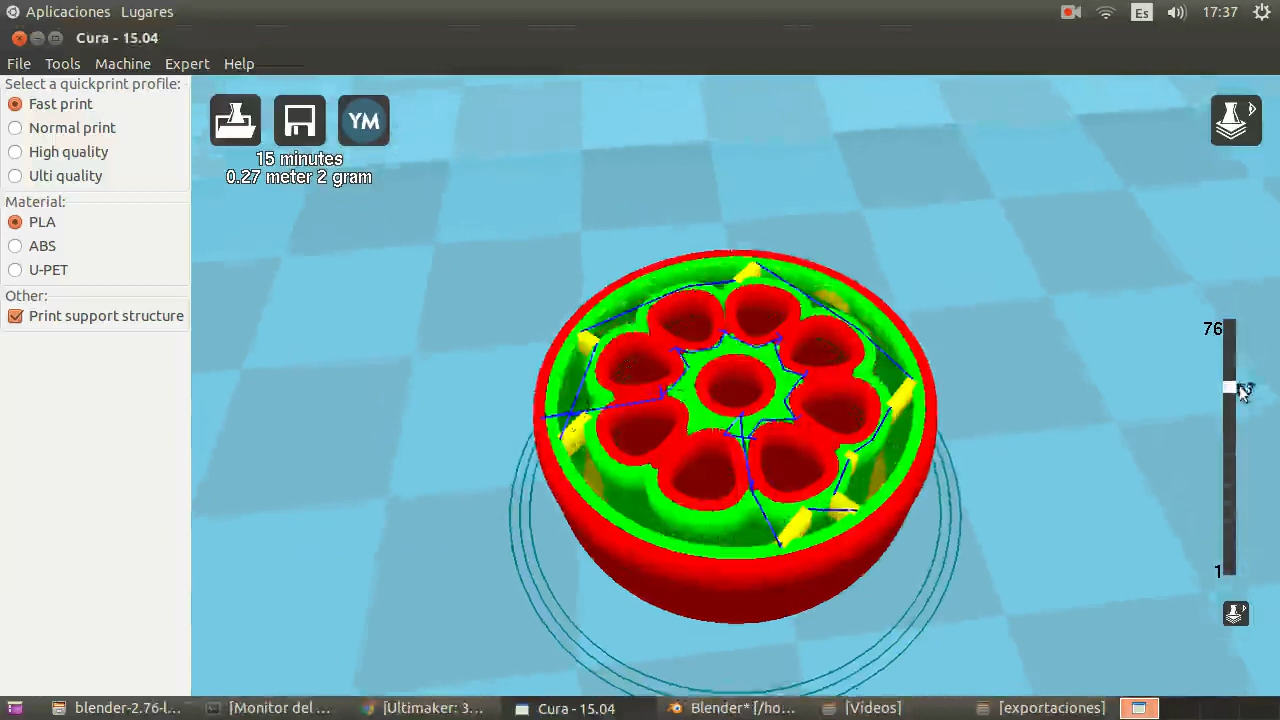 Aplicaciones Lugares Es 17:37
Cura - 15.04
File Tools Machine Expert Help
Select a quickprint profile:
Fast print
Normal print
High quality
Ulti quality
Material:
PLA
ABS
U-PET
Other:
Print support structure
YM
15 minutes
0.27 meter 2 gram
76
1
blender-2.76-l... [Monitor del ... [Ultimaker: 3... Cura - 15.04 Blender* [/ho... [Vídeos] [exportaciones]